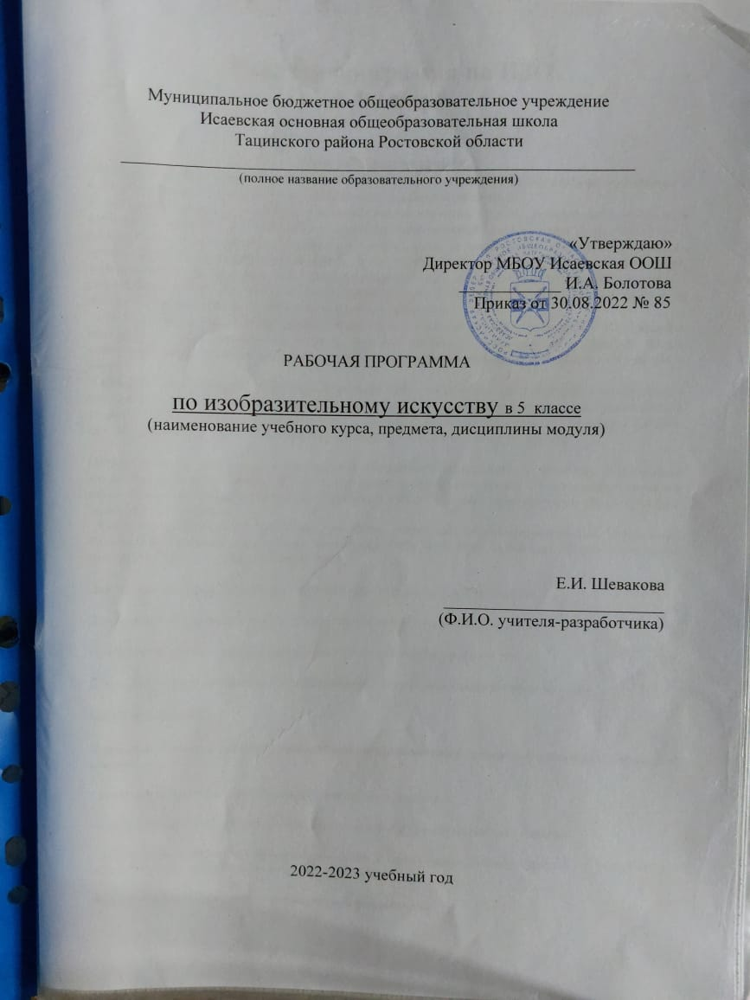 Муниципальное бюджетное общеобразовательное учреждение
Исаевская основная общеобразовательная школа
Тацинского района Ростовской области
(полное название образовательного учреждения)
«Утверждаю»
Директор МБОУ Исаевская ООШ
И.А. Болотова
Приказ от 30.08.2022 № 85
РАБОЧАЯ ПРОГРАММА
по изобразительному искусству в 5 классе
(наименование учебного курса, предмета, дисциплины модуля)
Е.И. Шевакова
(Ф.И.О. учителя-разработчика)
2022-2023 учебный год